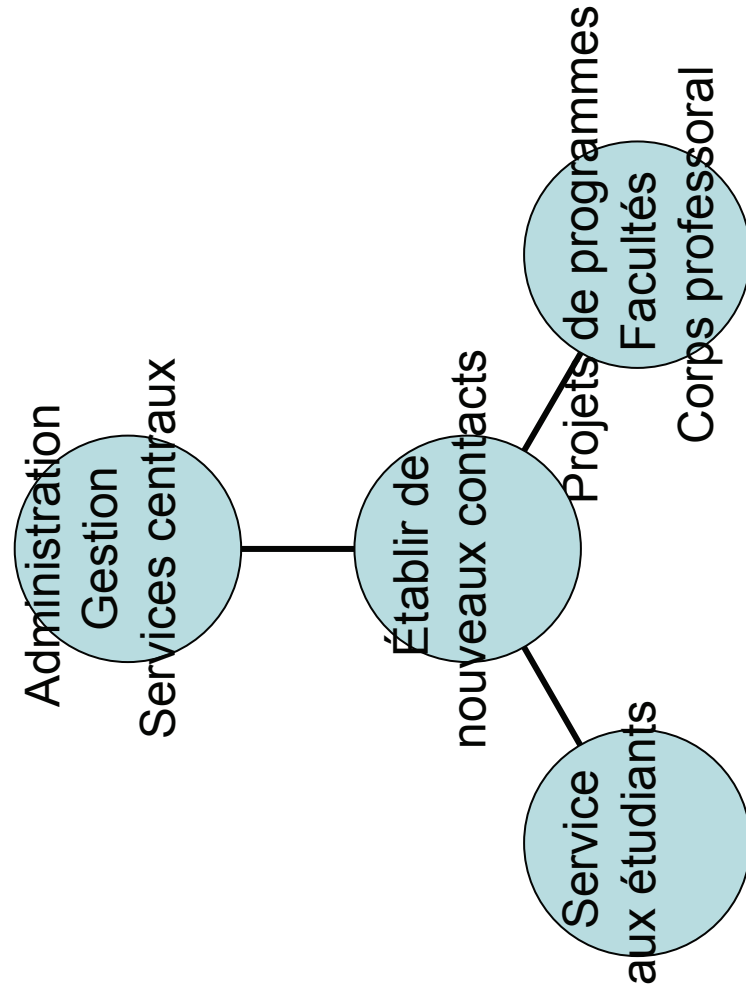 Administration
Gestion
Services centraux
Établir de
nouveaux contacts
Projets de programmes
Facultés
Corps professoral
Service
aux étudiants